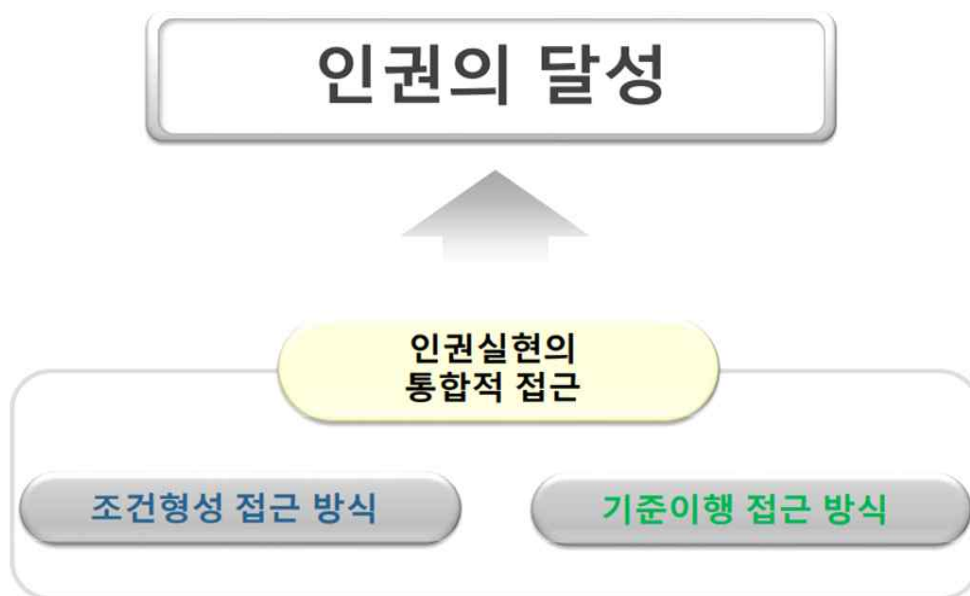 인권의 달성
인권실현의
통합적 접근
조건형성 접근 방식
기준이행 접근 방식